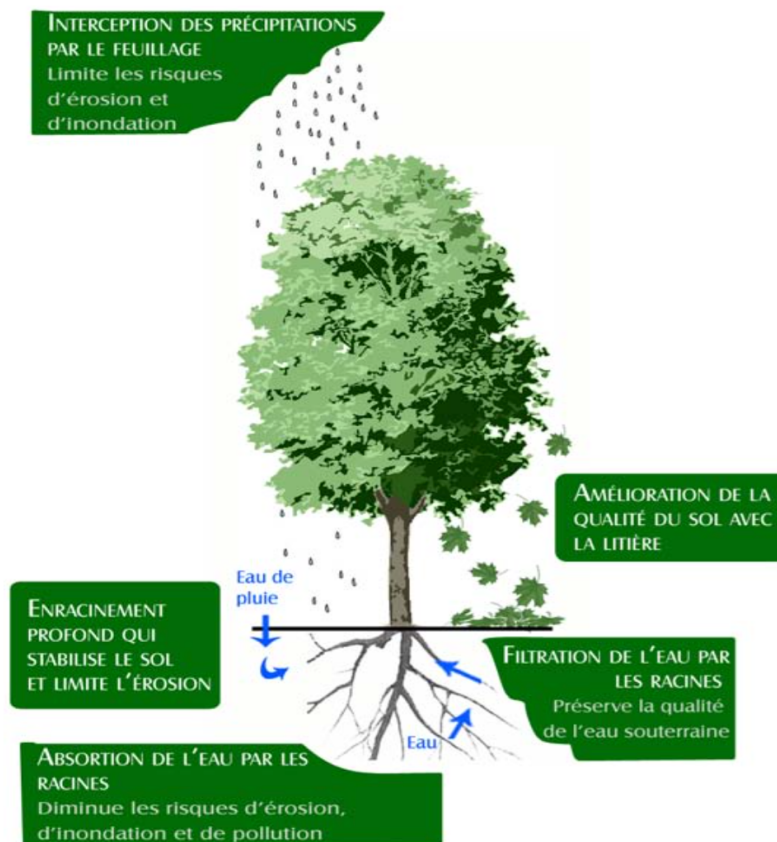 INTERCEPTION DES PRÉCIPITATIONS
PAR LE FEUILLAGE
Limite les risques
d'érosion et
d'inondation
AMÉLIORATION DE LA
QUALITÉ DU SOL AVEC
LA LITIÈRE
Eau de
pluie
ENRACINEMENT
PROFOND QUI
STABILISE LE SOL
ET LIMITE L'ÉROSION
FILTRATION DE L'EAU PAR
LES RACINES
Préserve la qualité
de l'eau souterraine
Eau
ABSORTION DE L'EAU PAR LES
RACINES
Diminue les risques d'érosion,
d'inondation et de pollution